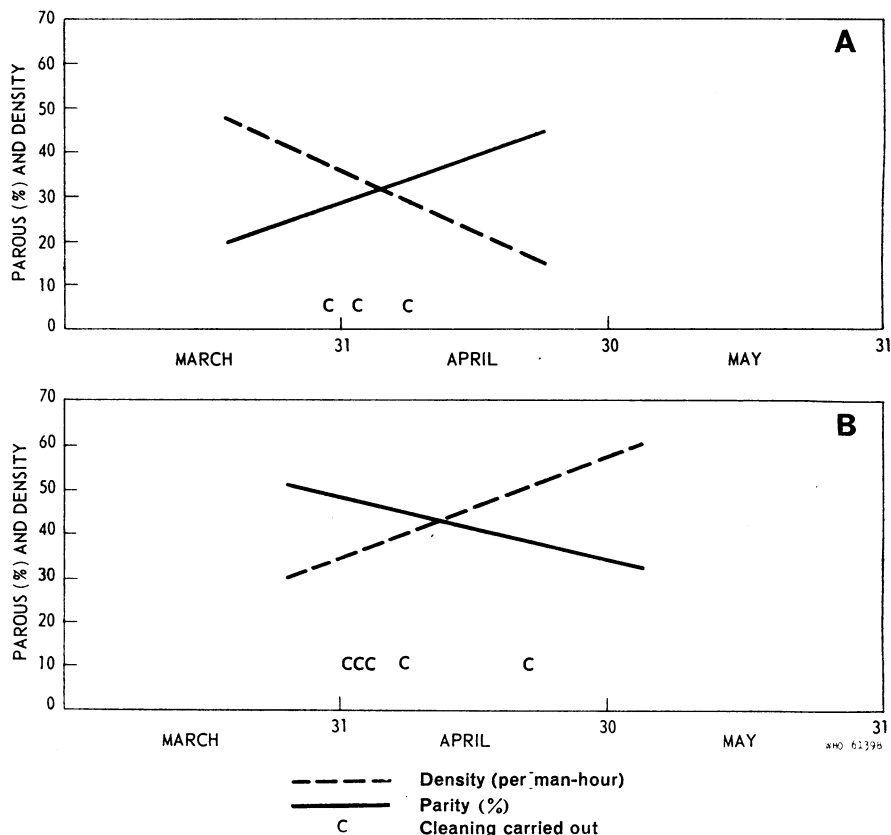 A
PAROUS (%) AND DENSITY
70
60
50
40
30
20
10
0
C C C
31 30 31
MARCH APRIL MAY
B
PAROUS (%) AND DENSITY
70
60
50
40
30
20
10
0
CCC C C
31 30 31
MARCH APRIL MAY
WHO 61398
Density (per man-hour)
Parity (%)
C Cleaning carried out